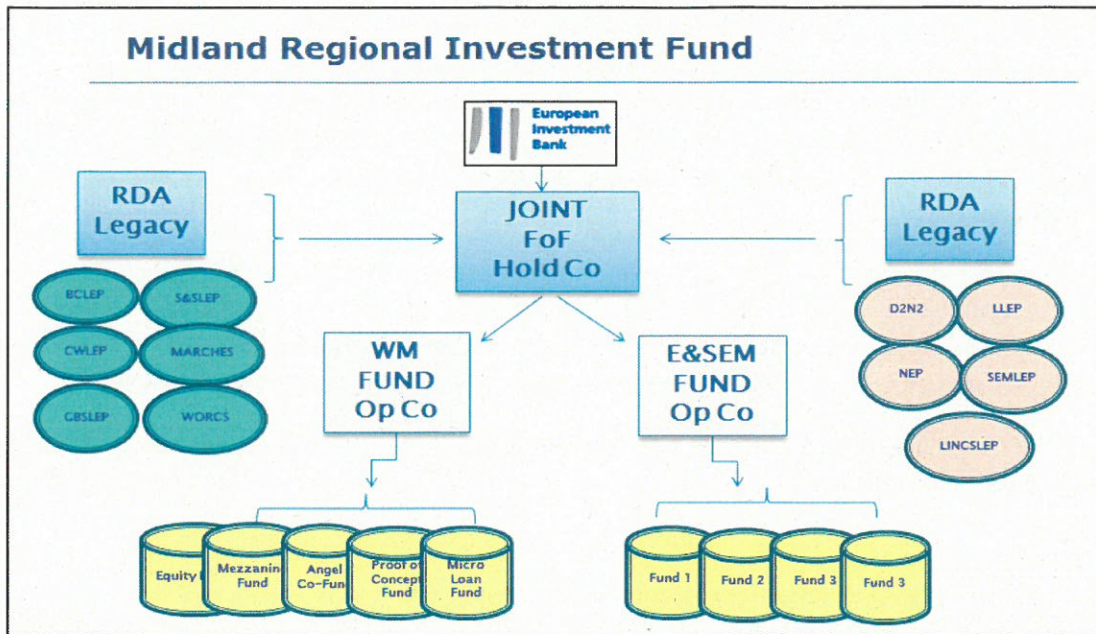 Midland Regional Investment Fund
European
Investment
Bank
RDA
Legacy
JOINT
FoF
Hold Co
RDA
Legacy
BCLEP
S&SLEP
CWLEP
MARCHES
GBSLEP
WORCS
D2N2
LLEP
NEP
SEMLEP
LINCSLEP
WM
FUND
Op Co
E&SEM
FUND
Op Co
Equity
Mezzanine
Fund
Angel
Co-Fund
Proof of
Concept
Fund
Micro
Loan
Fund
Fund 1
Fund 2
Fund 3
Fund 3